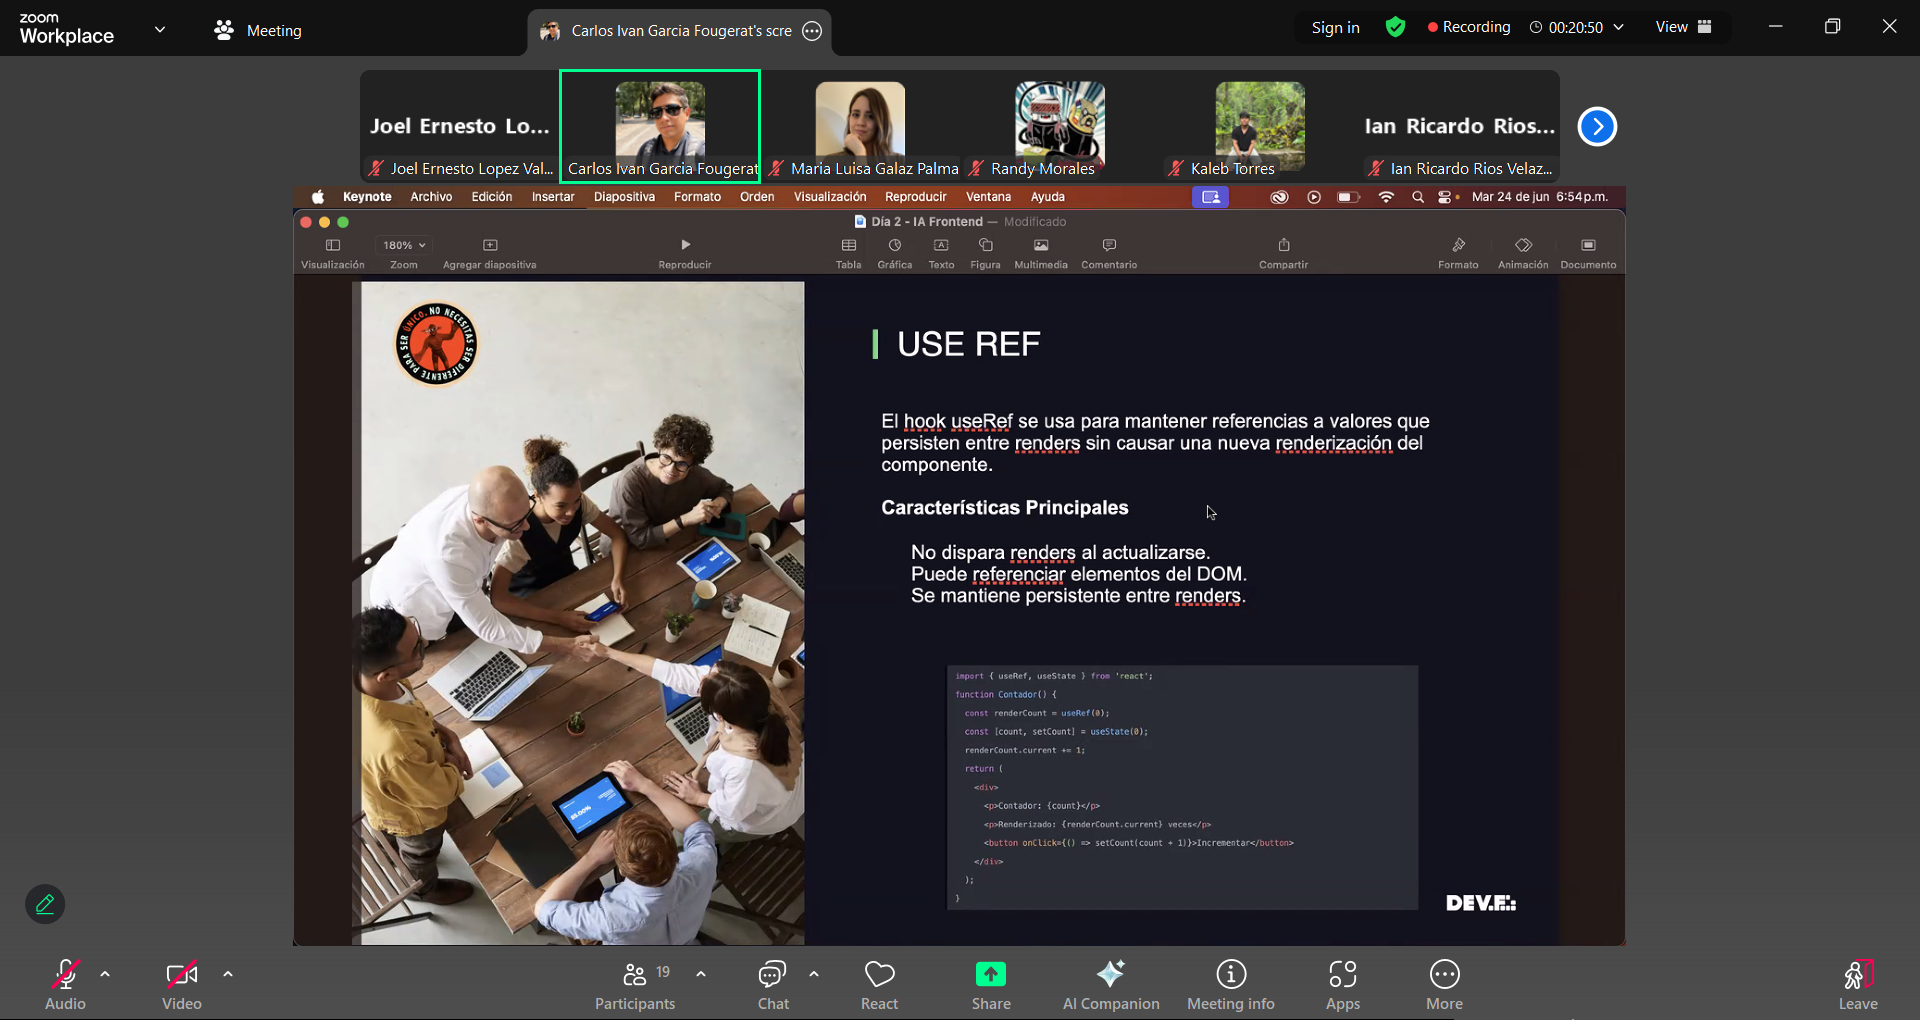 zoom
Workplace
Meeting
Carlos Ivan Garcia Fougerat's scre
Sign in
Recording
00:20:50
View
Joel Ernesto Lo...
Ian Ricardo Rios...
Joel Ernesto Lopez Val...
Carlos Ivan Garcia Fougerat
Maria Luisa Galaz Palma
Randy Morales
Kaleb Torres
Ian Ricardo Rios Velaz...
Keynote Archivo Edición Insertar Diapositiva Formato Orden Visualización Reproducir Ventana Ayuda
Mar 24 de jun 6:54 p.m.
Día 2 - IA Frontend — Modificado
180%
Visualización Zoom Agregar diapositiva Reproducir Tabla Gráfica Texto Figura Multimedia Comentario Compartir Formato Animación Documento
PARA SER ÚNICO, NO NECESITAS SER DIFERENTE
USE REF
El hook useRef se usa para mantener referencias a valores que
persisten entre renders sin causar una nueva renderización del
componente.
Características Principales
No dispara renders al actualizarse.
Puede referenciar elementos del DOM.
Se mantiene persistente entre renders.
import { useRef, useState } from 'react';
function Contador() {
const renderCount = useRef(0);
const [count, setCount] = useState(0);
renderCount.current += 1;
return (
<div>
<p>Contador: {count}</p>
<p>Renderizado: {renderCount.current} veces</p>
<button onClick={() => setCount(count + 1)}>Incrementar</button>
</div>
);
}
DEV.F.:
Audio
Video
19
Participants
Chat
React
Share
AI Companion
Meeting info
Apps
More
Leave